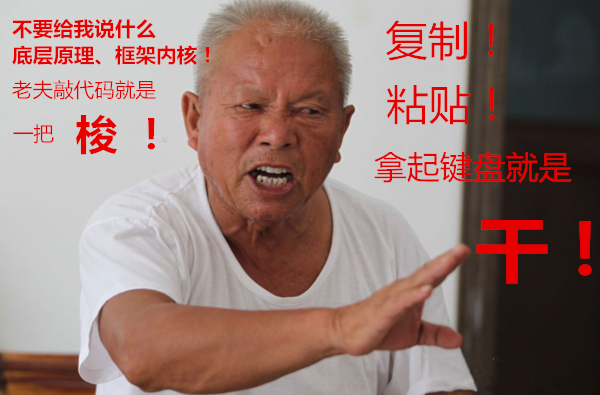 不要给我说什么
底层原理、框架内核！
老夫敲代码就是
一把 梭！
复制！
粘贴！
拿起键盘就是
干！